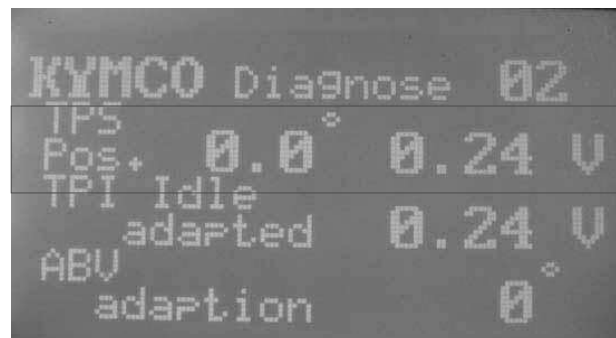 KYMCO Diagnose 02
TPS
Pos. 0.0° 0.24 V
TPI Idle
adapted 0.24 V
ABV
adaption 0°